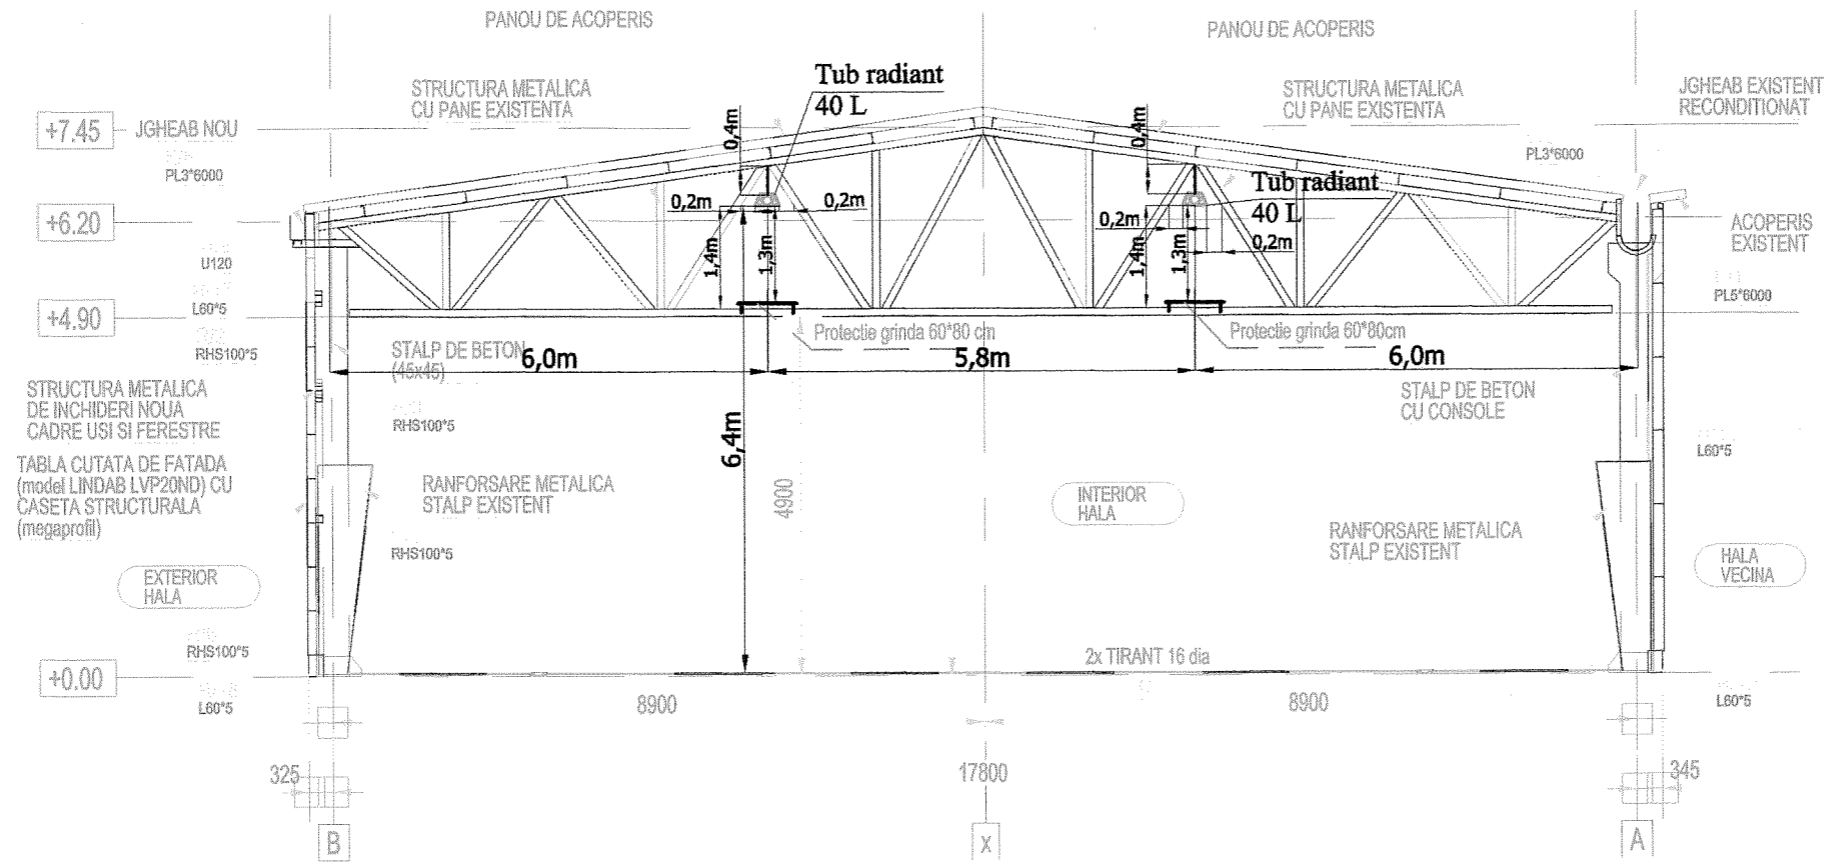 PANOU DE ACOPERIS
PANOU DE ACOPERIS
STRUCTURA METALICA
CU PANE EXISTENTA
Tub radiant
40 L
STRUCTURA METALICA
CU PANE EXISTENTA
JGHEAB EXISTENT
RECONDITIONAT
+7.45
JGHEAB NOU
0,4m
0,4m
PL3*6000
PL3*6000
Tub radiant
40 L
0,2m
0,2m
0,2m
0,2m
+6.20
ACOPERIS
EXISTENT
1,4m
1,3m
1,4m
1,3m
U120
L60*5
PL5*6000
+4.90
RHS100*5
Protectie grinda 60*80 cm
Protectie grinda 60*80cm
STALP DE BETON
(45x45)
6,0m
5,8m
6,0m
STRUCTURA METALICA
DE INCHIDERI NOUA
CADRE USI SI FERESTRE
STALP DE BETON
CU CONSOLE
RHS100*5
6,4m
L60*5
TABLA CUTATA DE FATADA
(model LINDAB LVP20ND) CU
CASETA STRUCTURALA
(megaprofil)
RANFORSARE METALICA
STALP EXISTENT
4900
INTERIOR
HALA
RANFORSARE METALICA
STALP EXISTENT
RHS100*5
EXTERIOR
HALA
HALA
VECINA
RHS100*5
2x TIRANT 16 dia
+0.00
L60*5
8900
8900
L60*5
325
17800
345
B
X
A